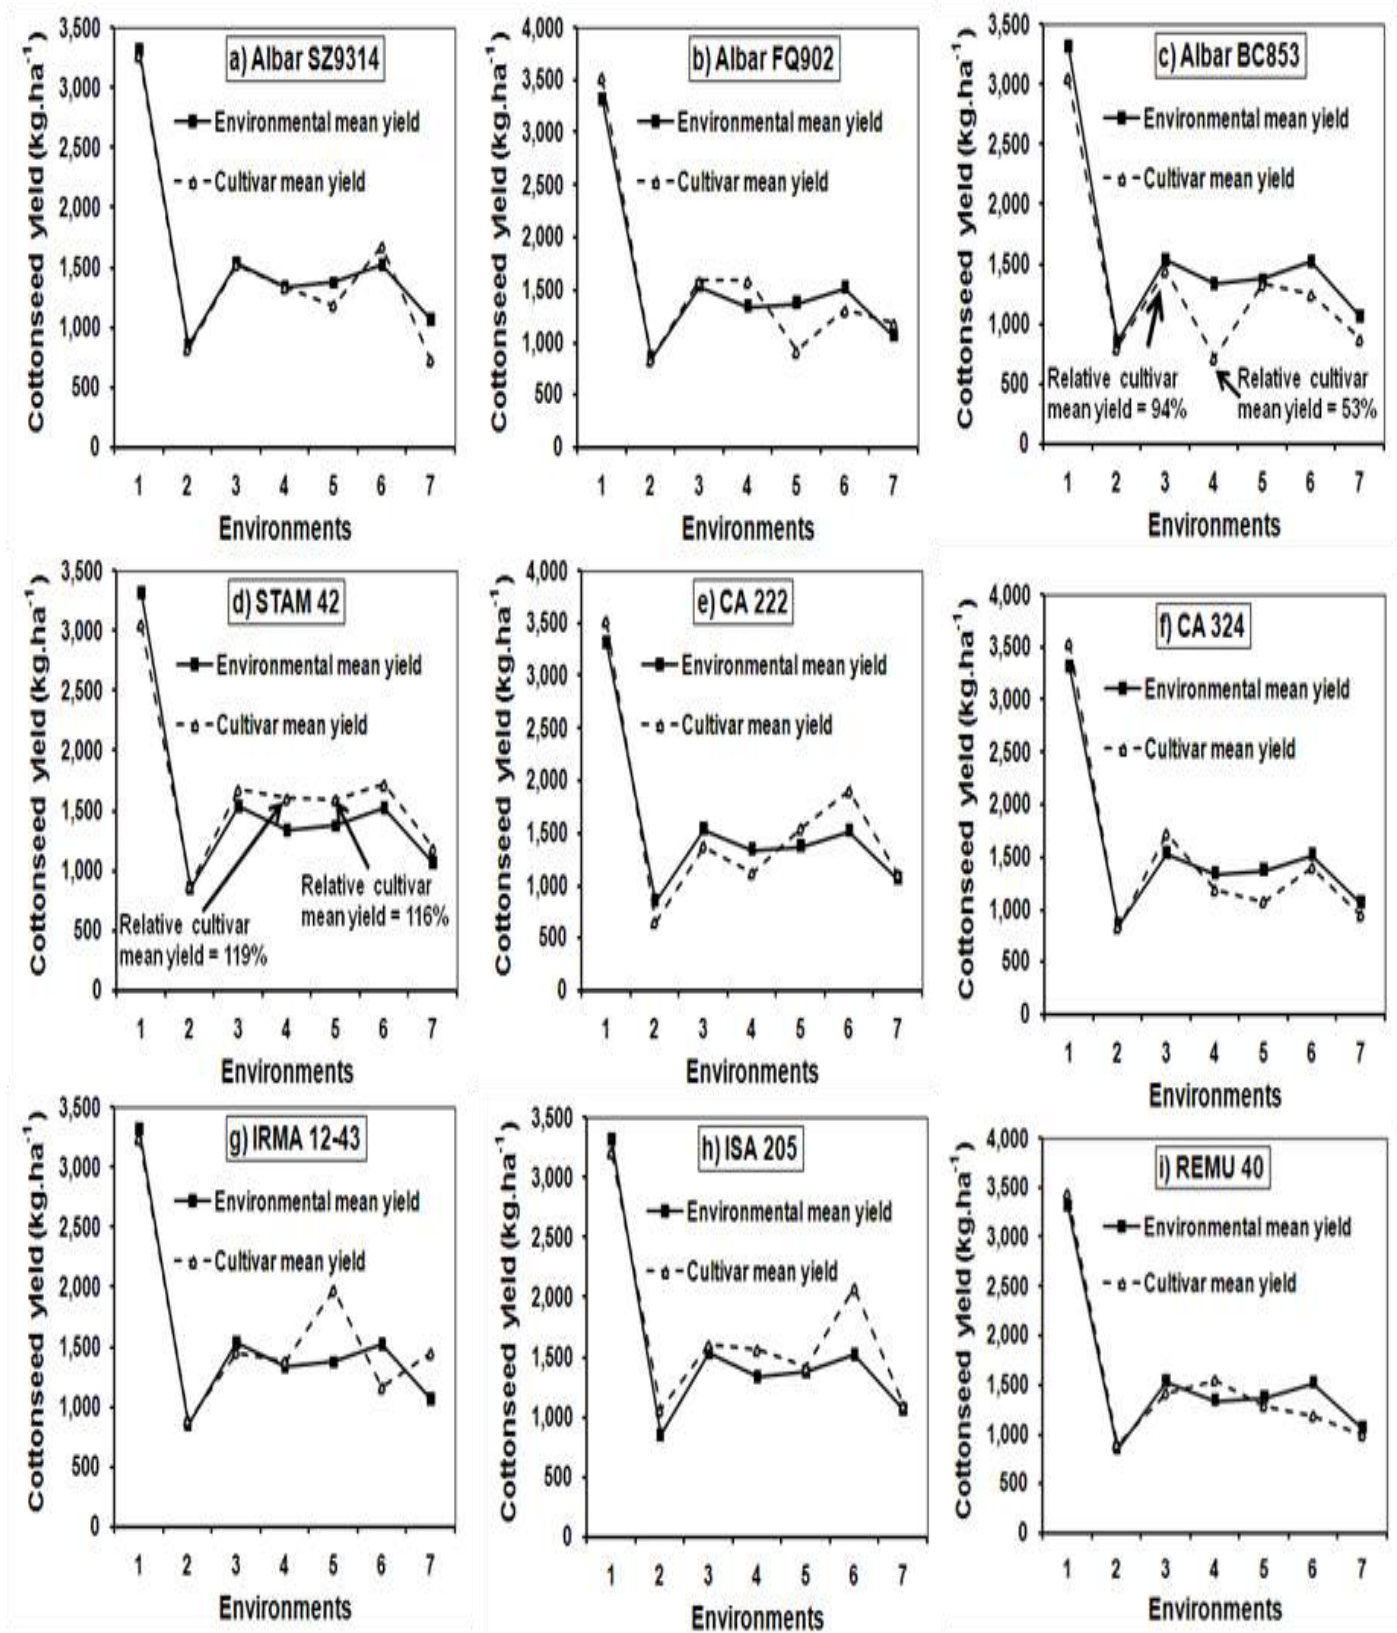 a) Albar SZ9314
Cottonseed yield (kg.ha⁻¹)
3,500
3,000
2,500
2,000
1,500
1,000
500
0
Environmental mean yield
Cultivar mean yield
1 2 3 4 5 6 7
Environments
b) Albar FQ902
Cottonseed yield (kg.ha⁻¹)
4,000
3,500
3,000
2,500
2,000
1,500
1,000
500
0
Environmental mean yield
Cultivar mean yield
1 2 3 4 5 6 7
Environments
c) Albar BC853
Cottonseed yield (kg.ha⁻¹)
3,500
3,000
2,500
2,000
1,500
1,000
500
0
Environmental mean yield
Cultivar mean yield
Relative cultivar
mean yield = 94%
Relative cultivar
mean yield = 53%
1 2 3 4 5 6 7
Environments
d) STAM 42
Cottonseed yield (kg.ha⁻¹)
3,500
3,000
2,500
2,000
1,500
1,000
500
0
Environmental mean yield
Cultivar mean yield
Relative cultivar
mean yield = 116%
Relative cultivar
mean yield = 119%
1 2 3 4 5 6 7
Environments
e) CA 222
Cottonseed yield (kg.ha⁻¹)
4,000
3,500
3,000
2,500
2,000
1,500
1,000
500
0
Environmental mean yield
Cultivar mean yield
1 2 3 4 5 6 7
Environments
f) CA 324
Cottonseed yield (kg.ha⁻¹)
4,000
3,500
3,000
2,500
2,000
1,500
1,000
500
0
Environmental mean yield
Cultivar mean yield
1 2 3 4 5 6 7
Environments
g) IRMA 12-43
Cottonseed yield (kg.ha⁻¹)
3,500
3,000
2,500
2,000
1,500
1,000
500
0
Environmental mean yield
Cultivar mean yield
1 2 3 4 5 6 7
Environments
h) ISA 205
Cottonseed yield (kg.ha⁻¹)
3,500
3,000
2,500
2,000
1,500
1,000
500
0
Environmental mean yield
Cultivar mean yield
1 2 3 4 5 6 7
Environments
i) REMU 40
Cottonseed yield (kg.ha⁻¹)
4,000
3,500
3,000
2,500
2,000
1,500
1,000
500
0
Environmental mean yield
Cultivar mean yield
1 2 3 4 5 6 7
Environments